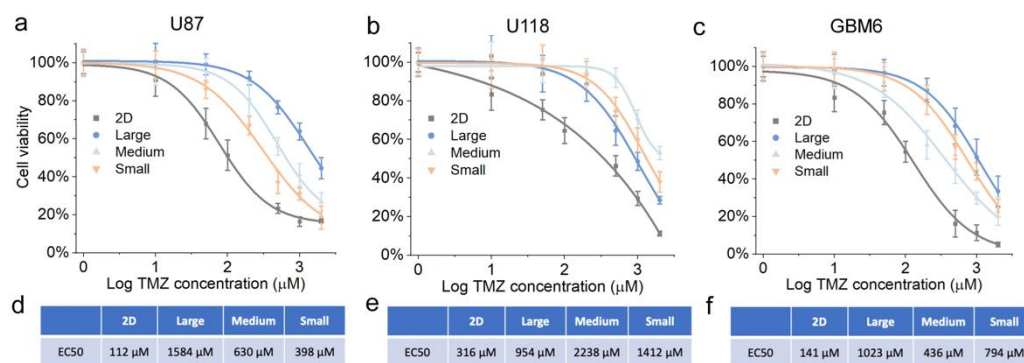 a U87
b U118
c GBM6
Cell viability
100%
80%
60%
40%
20%
0%
2D
Large
Medium
Small
0 1 2 3
Log TMZ concentration (μM)
100%
80%
60%
40%
20%
0%
2D
Large
Medium
Small
0 1 2 3
Log TMZ concentration (μM)
100%
80%
60%
40%
20%
0%
2D
Large
Medium
Small
0 1 2 3
Log TMZ concentration (μM)
d
2D Large Medium Small
EC50 112 μM 1584 μM 630 μM 398 μM
e
2D Large Medium Small
EC50 316 μM 954 μM 2238 μM 1412 μM
f
2D Large Medium Small
EC50 141 μM 1023 μM 436 μM 794 μM